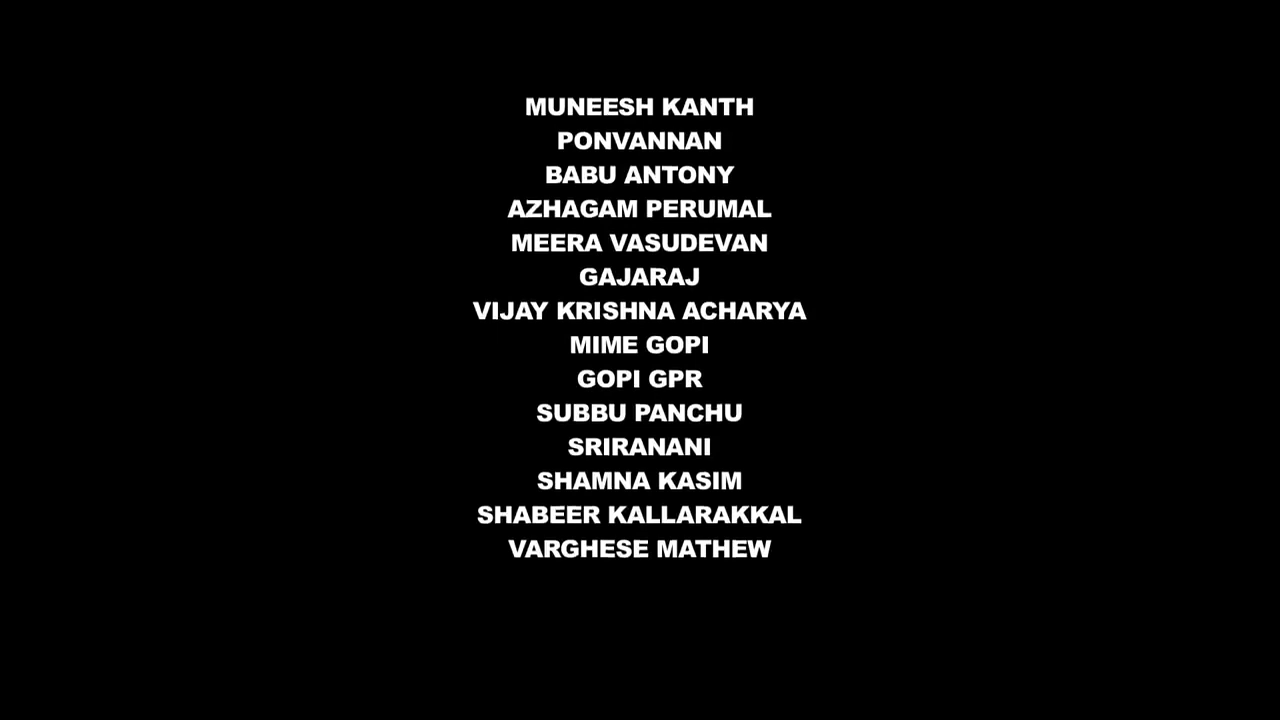 MUNEESH KANTH
PONVANNAN
BABU ANTONY
AZHAGAM PERUMAL
MEERA VASUDEVAN
GAJARAJ
VIJAY KRISHNA ACHARYA
MIME GOPI
GOPI GPR
SUBBU PANCHU
SRIRANANI
SHAMNA KASIM
SHABEER KALLARAKKAL
VARGHESE MATHEW